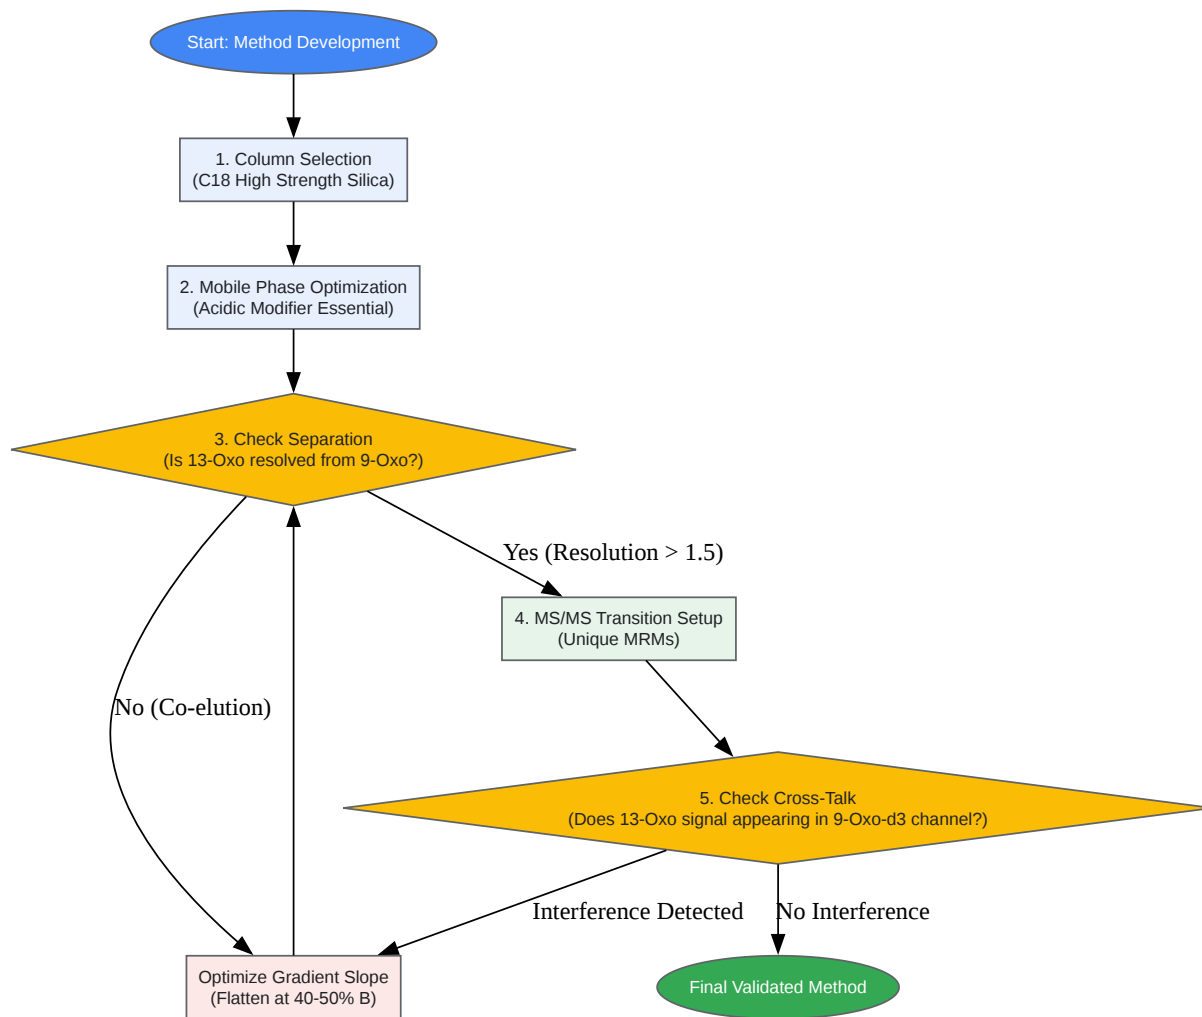 Start: Method Development
1. Column Selection
(C18 High Strength Silica)
2. Mobile Phase Optimization
(Acidic Modifier Essential)
3. Check Separation
(Is 13-Oxo resolved from 9-Oxo?)
Yes (Resolution > 1.5)
4. MS/MS Transition Setup
(Unique MRMs)
No (Co-elution)
5. Check Cross-Talk
(Does 13-Oxo signal appearing in 9-Oxo-d3 channel?)
Interference Detected
No Interference
Optimize Gradient Slope
(Flatten at 40-50% B)
Final Validated Method